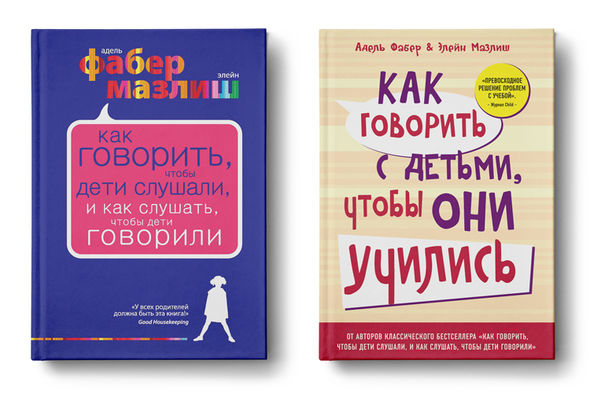 адель
фабер
элейн
мазлиш
как
говорить,
чтобы
дети слушали,
и как слушать,
чтобы дети
говорили
«У всех родителей
должна быть эта книга!»
Good Housekeeping
Адель Фабер & Элейн Мазлиш
«ПРЕВОСХОДНОЕ
РЕШЕНИЕ ПРОБЛЕМ
С УЧЕБОЙ».
- Журнал Child -
КАК
ГОВОРИТЬ
С ДЕТЬМИ,
ЧТОБЫ ОНИ
УЧИЛИСЬ
ОТ АВТОРОВ КЛАССИЧЕСКОГО БЕСТСЕЛЛЕРА «КАК ГОВОРИТЬ,
ЧТОБЫ ДЕТИ СЛУШАЛИ, И КАК СЛУШАТЬ, ЧТОБЫ ДЕТИ ГОВОРИЛИ»